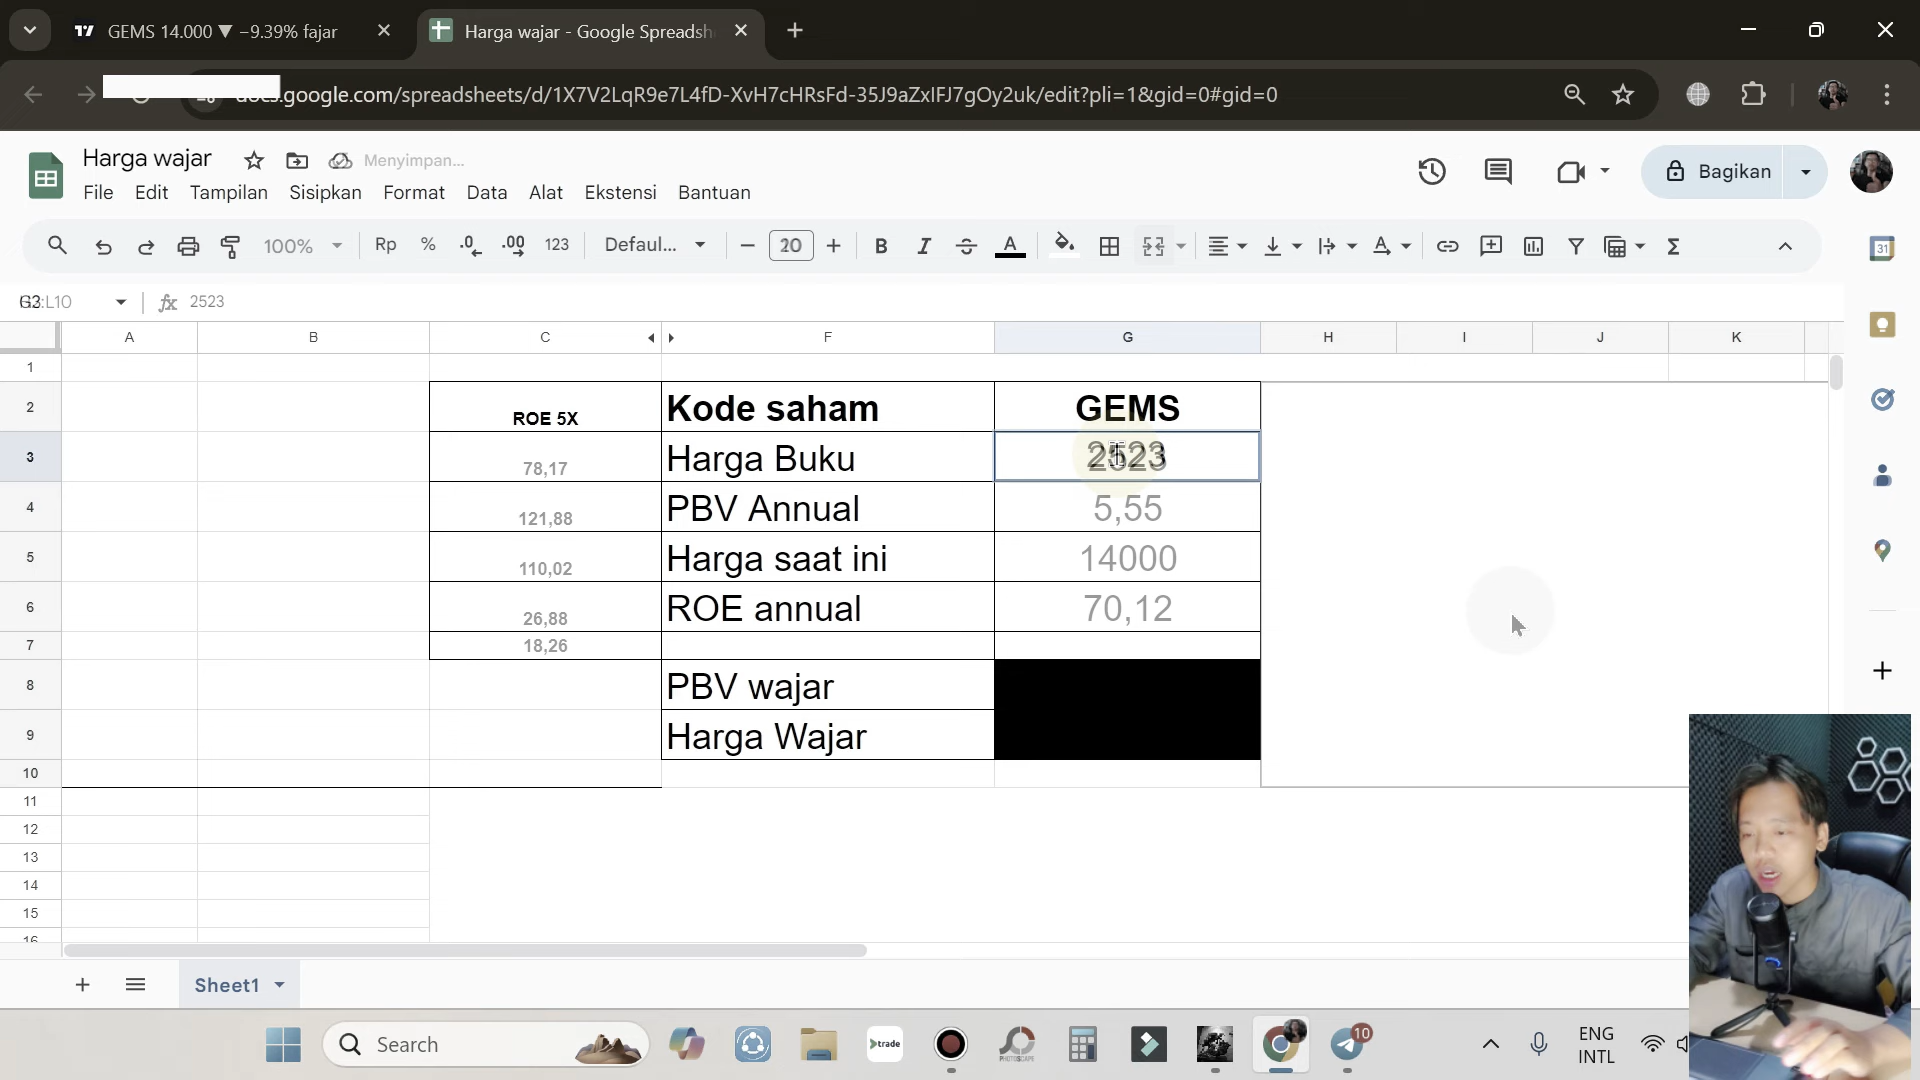 GEMS 14.000 ▼ −9.39% fajar
Harga wajar - Google Spreadsh
docs.google.com/spreadsheets/d/1X7V2LqR9e7L4fD-XvH7cHRsFd-35J9aZxIFJ7gOy2uk/edit?pli=1&gid=0#gid=0
Harga wajar
Menyimpan...
File Edit Tampilan Sisipkan Format Data Alat Ekstensi Bantuan
Bagikan
100% Rp % .0 .00 123 Defaul... 20 B I A Σ
31
:L10 fx 2523
A B C F G H I J K
1
2 ROE 5X Kode saham GEMS
3 78,17 Harga Buku 2523
4 121,88 PBV Annual 5,55
5 110,02 Harga saat ini 14000
6 26,88 ROE annual 70,12
7 18,26
8 PBV wajar
9 Harga Wajar
10
11
12
13
14
15
16
Sheet1
Search
trade
PHOTOSCAPE
10
ENG
INTL